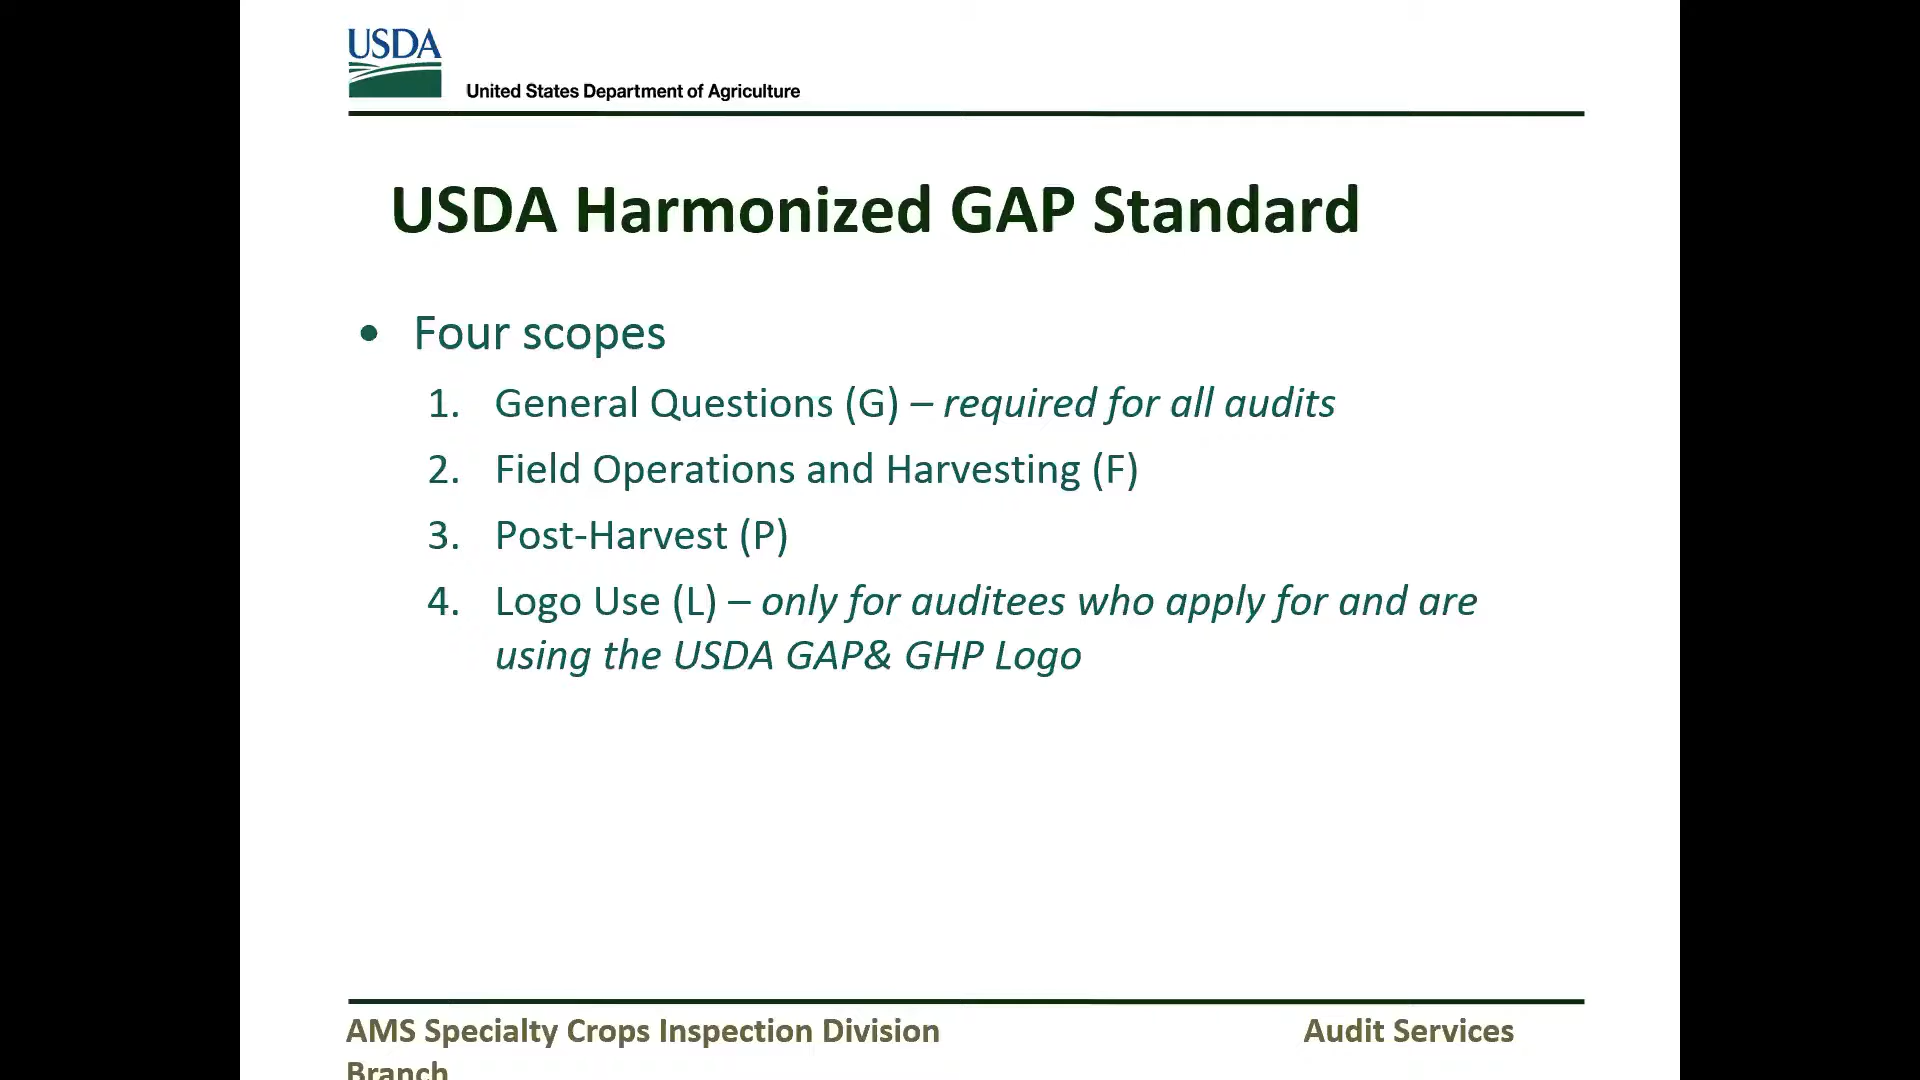 USDA
United States Department of Agriculture
USDA Harmonized GAP Standard
• Four scopes
1. General Questions (G) – required for all audits
2. Field Operations and Harvesting (F)
3. Post-Harvest (P)
4. Logo Use (L) – only for auditees who apply for and are
using the USDA GAP& GHP Logo
AMS Specialty Crops Inspection Division Audit Services
Branch